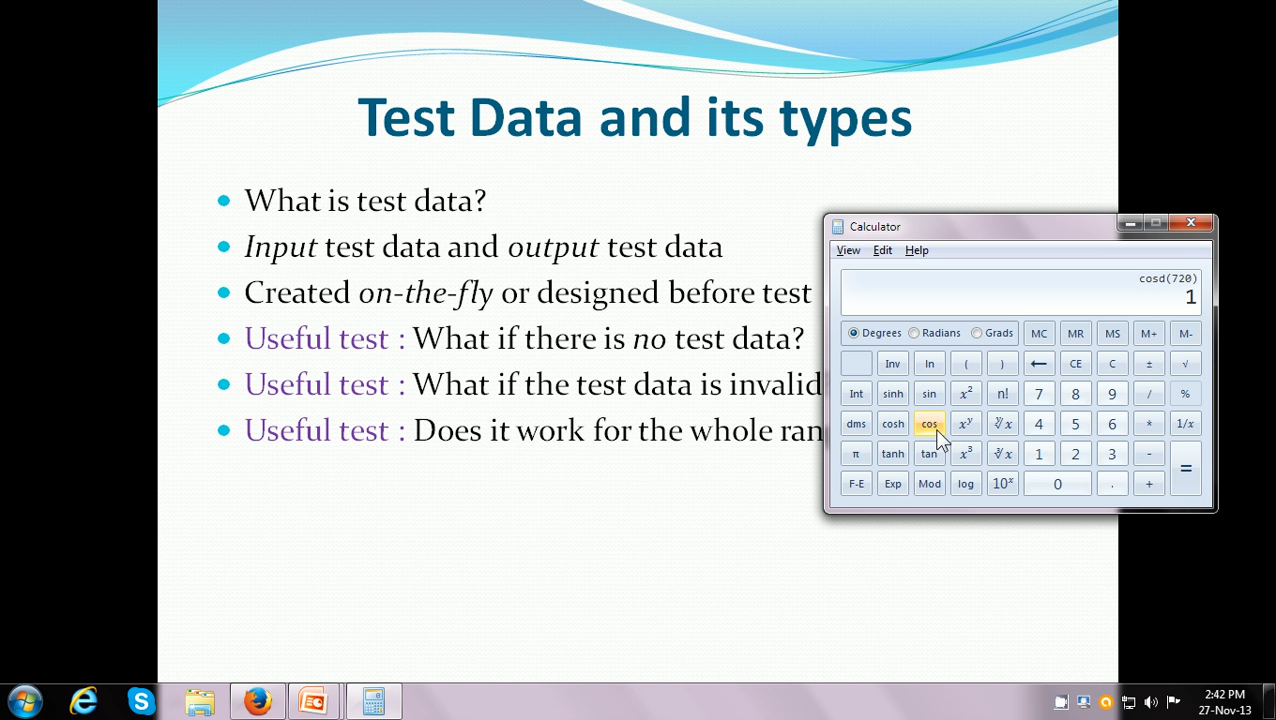 Test Data and its types
What is test data?
Input test data and output test data
Created on-the-fly or designed before test
Useful test : What if there is no test data?
Useful test : What if the test data is invalid
Useful test : Does it work for the whole ran
Calculator
View Edit Help
cosd(720)
1
Degrees Radians Grads MC MR MS M+ M-
Inv ln ( ) ← CE C ± √
Int sinh sin x² n! 7 8 9 / %
dms cosh cos xʸ ʸ√x 4 5 6 * 1/x
π tanh tan x³ ³√x 1 2 3 - =
F-E Exp Mod log 10ˣ 0 . +
2:42 PM
27-Nov-13